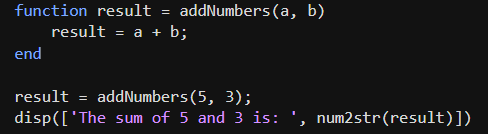 function result = addNumbers(a, b)
    result = a + b;
end

result = addNumbers(5, 3);
disp(['The sum of 5 and 3 is: ', num2str(result)])